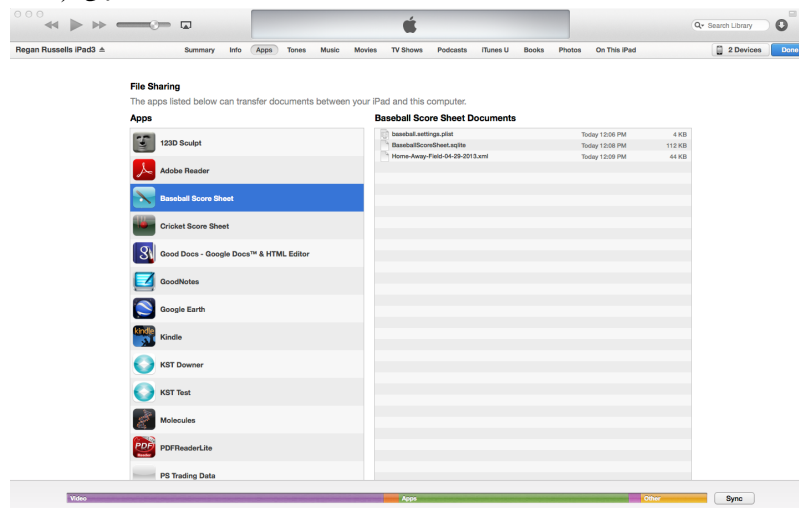 Search Library
Regan Russells iPad3
Summary Info Apps Tones Music Movies TV Shows Podcasts iTunes U Books Photos On This iPad
2 Devices
Done
File Sharing
The apps listed below can transfer documents between your iPad and this computer.
Apps
123D Sculpt
Adobe Reader
Baseball Score Sheet
Cricket Score Sheet
Good Docs - Google Docs™ & HTML Editor
GoodNotes
Google Earth
kindle
Kindle
KST Downer
KST Test
Molecules
PDF
Reader
PDFReaderLite
PS Trading Data
Baseball Score Sheet Documents
baseball.settings.plist Today 12:06 PM 4 KB
BaseballScoreSheet.sqlite Today 12:08 PM 112 KB
Home-Away-Field-04-29-2013.xml Today 12:09 PM 44 KB
Video Apps Other
Sync